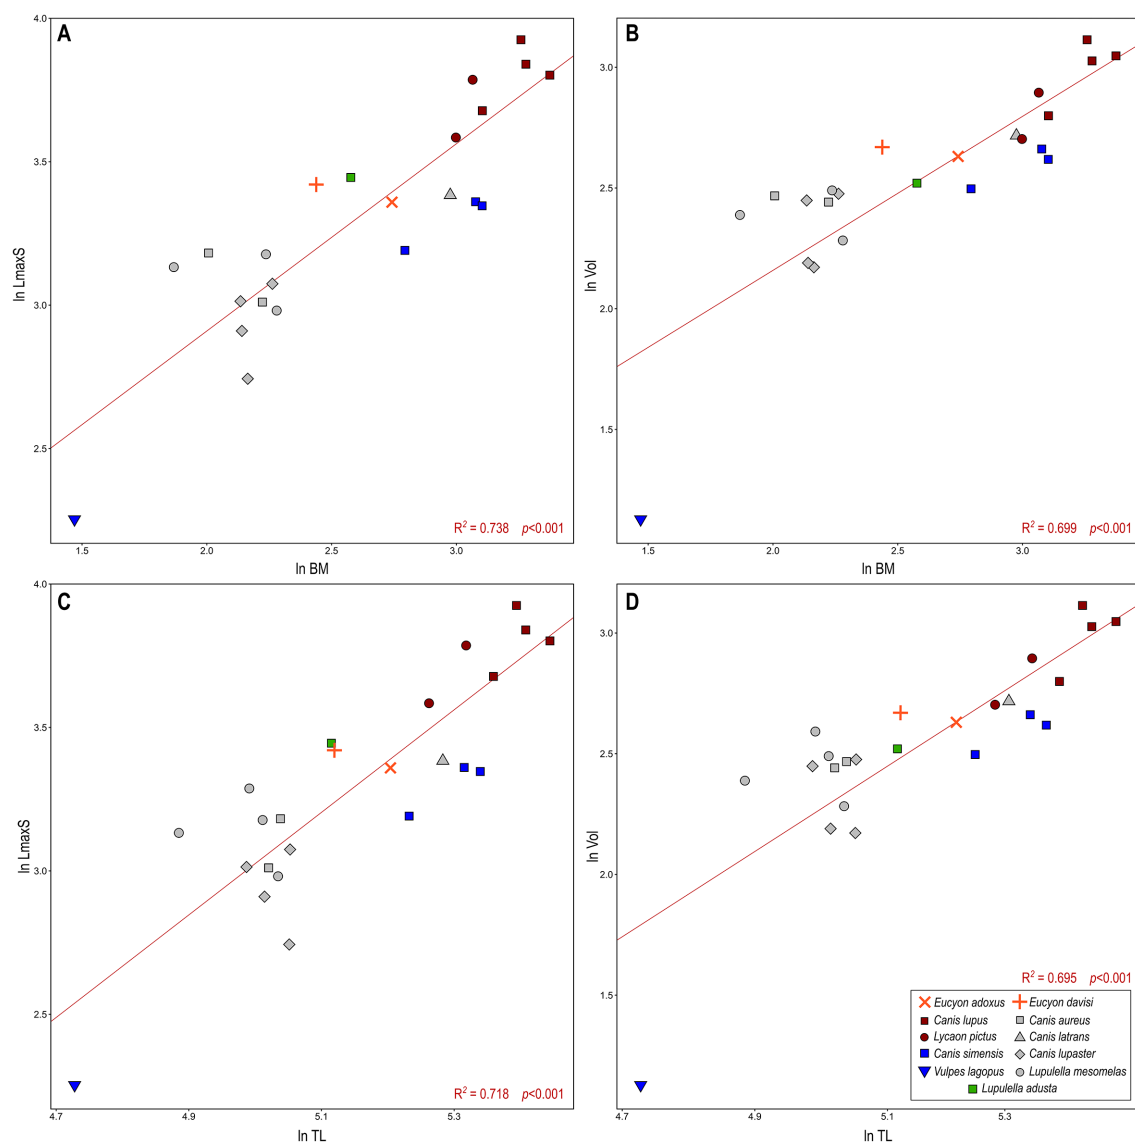 A
4.0
3.5
3.0
2.5
ln LmaxS
R² = 0.738 p<0.001
1.5 2.0 2.5 3.0
ln BM
B
3.0
2.5
2.0
1.5
ln Vol
R² = 0.699 p<0.001
1.5 2.0 2.5 3.0
ln BM
C
4.0
3.5
3.0
2.5
ln LmaxS
R² = 0.718 p<0.001
4.7 4.9 5.1 5.3
ln TL
D
3.0
2.5
2.0
1.5
ln Vol
R² = 0.695 p<0.001
Eucyon adoxus Eucyon davisi
Canis lupus Canis aureus
Lycaon pictus Canis latrans
Canis simensis Canis lupaster
Vulpes lagopus Lupulella mesomelas
Lupulella adusta
4.7 4.9 5.1 5.3
ln TL